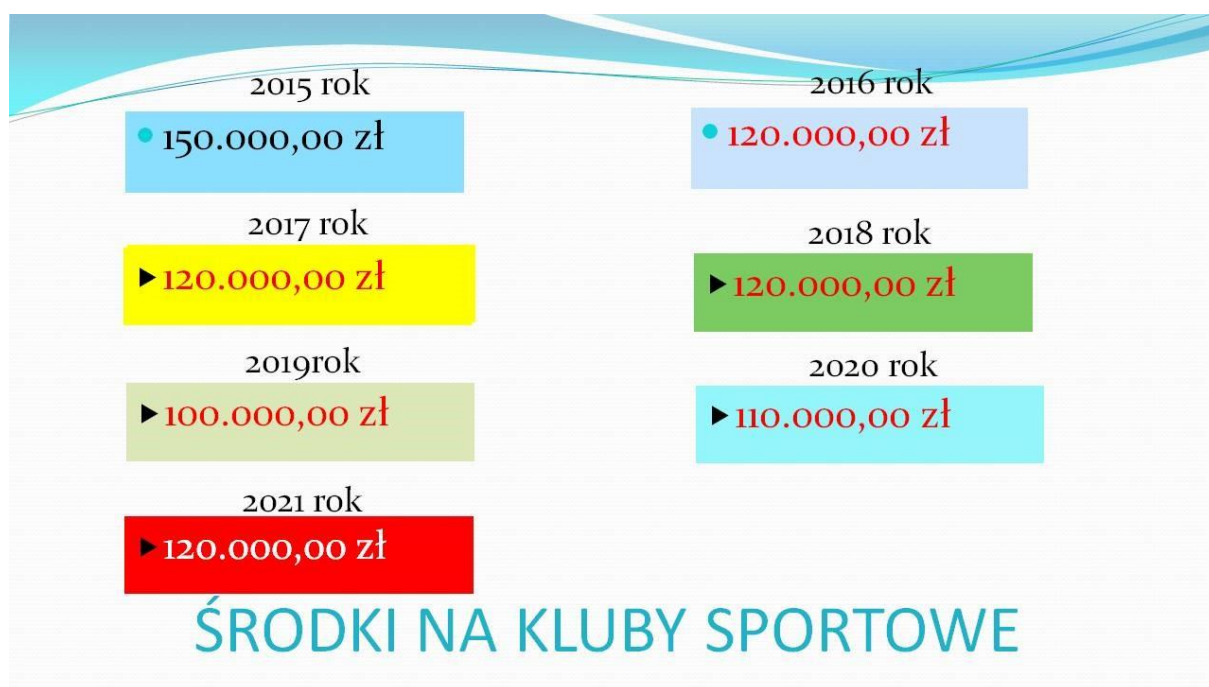 2015 rok
2016 rok
150.000,00 zł
120.000,00 zł
2017 rok
2018 rok
120.000,00 zł
120.000,00 zł
2019rok
2020 rok
100.000,00 zł
110.000,00 zł
2021 rok
120.000,00 zł
ŚRODKI NA KLUBY SPORTOWE